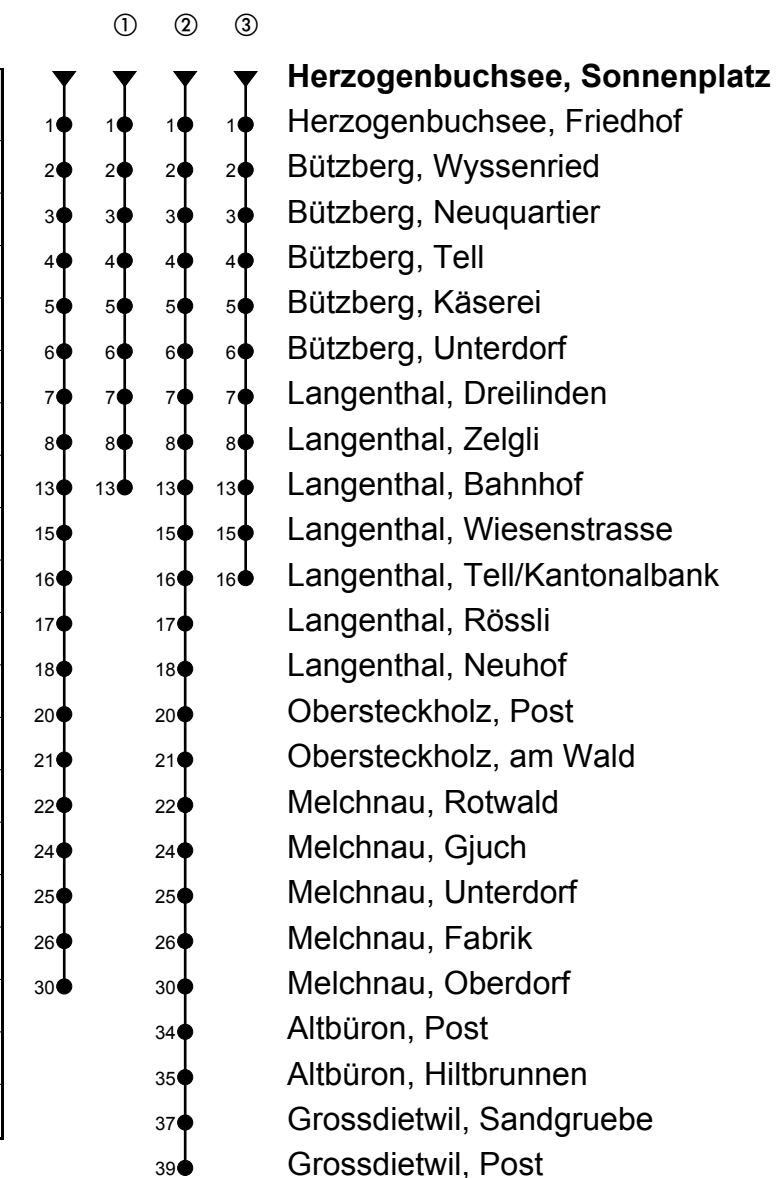 ① ② ③
Herzogenbuchsee, Sonnenplatz
1 1 1 1 Herzogenbuchsee, Friedhof
2 2 2 2 Bützberg, Wyssenried
3 3 3 3 Bützberg, Neuquartier
4 4 4 4 Bützberg, Tell
5 5 5 5 Bützberg, Käserei
6 6 6 6 Bützberg, Unterdorf
7 7 7 7 Langenthal, Dreilinden
8 8 8 8 Langenthal, Zelgli
13 13 13 13 Langenthal, Bahnhof
15 15 15 Langenthal, Wiesenstrasse
16 16 16 Langenthal, Tell/Kantonalbank
17 17 Langenthal, Rössli
18 18 Langenthal, Neuhof
20 20 Obersteckholz, Post
21 21 Obersteckholz, am Wald
22 22 Melchnau, Rotwald
24 24 Melchnau, Gjuch
25 25 Melchnau, Unterdorf
26 26 Melchnau, Fabrik
30 30 Melchnau, Oberdorf
34 Altbüron, Post
35 Altbüron, Hiltbrunnen
37 Grossdietwil, Sandgruebe
39 Grossdietwil, Post